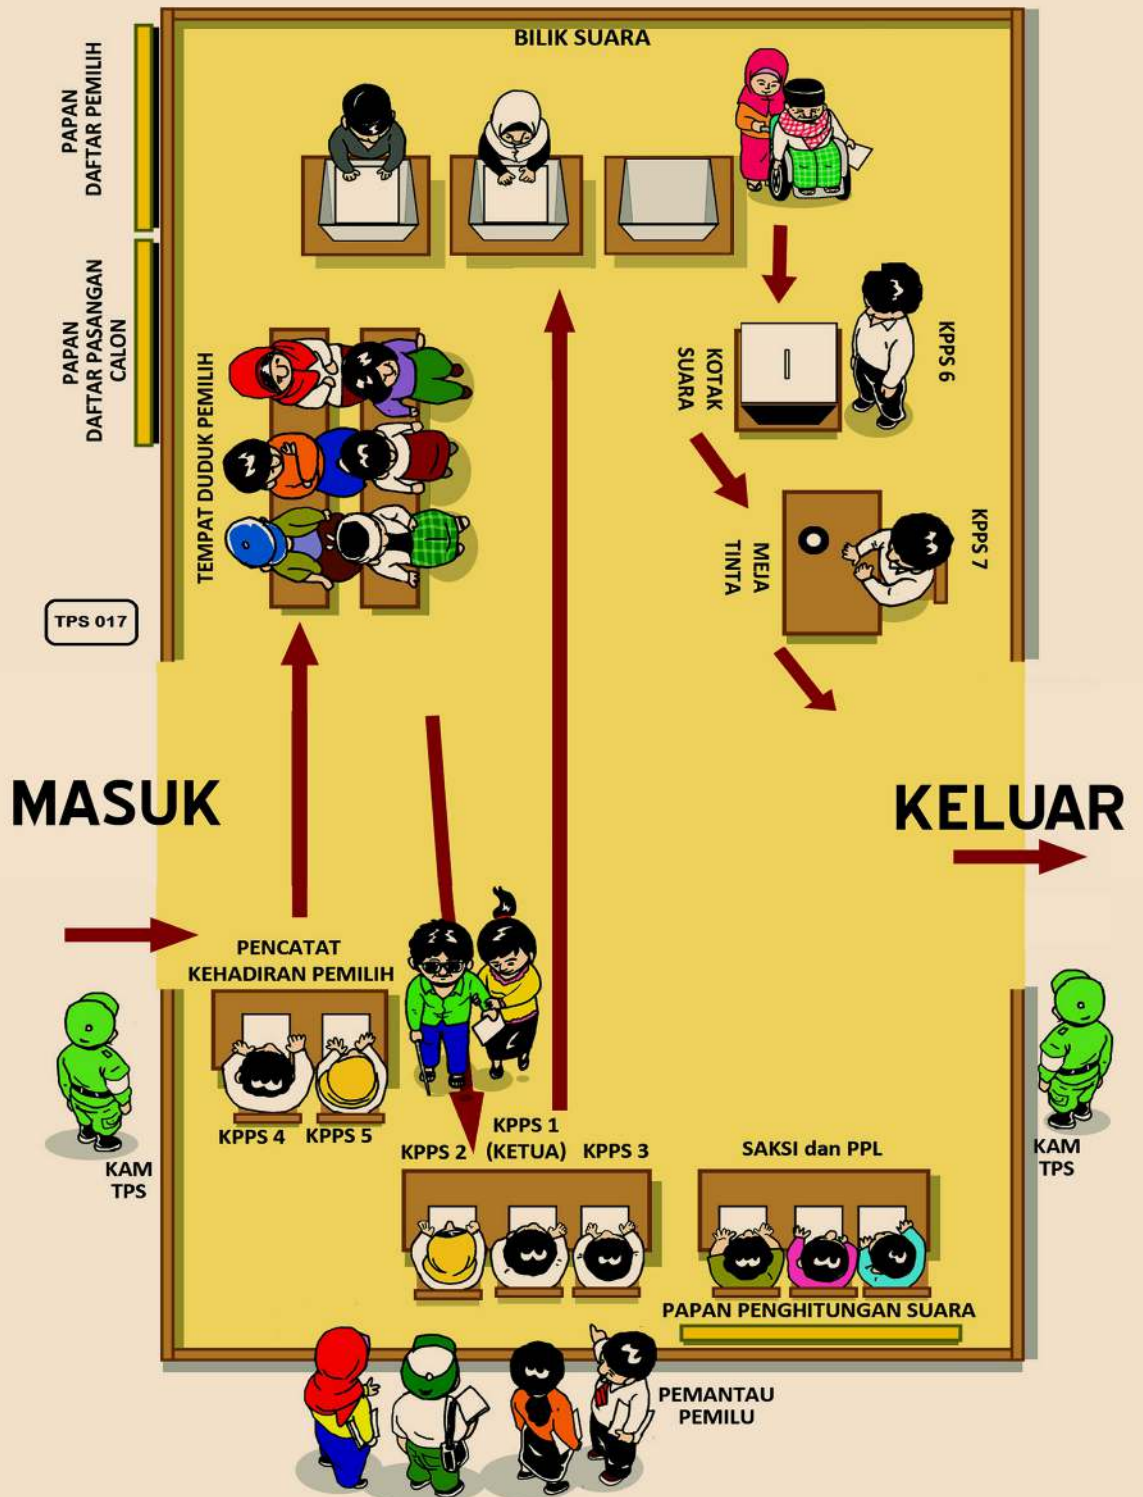 BILIK SUARA
PAPAN
DAFTAR PEMILIH
PAPAN
DAFTAR PASANGAN
CALON
TEMPAT DUDUK PEMILIH
KOTAK
SUARA
KPPS 6
MEJA
TINTA
KPPS 7
TPS 017
MASUK
KELUAR
PENCATAT
KEHADIRAN PEMILIH
KPPS 4
KPPS 5
KAM
TPS
KPPS 2
KPPS 1
(KETUA)
KPPS 3
SAKSI dan PPL
KAM
TPS
PAPAN PENGHITUNGAN SUARA
PEMANTAU
PEMILU